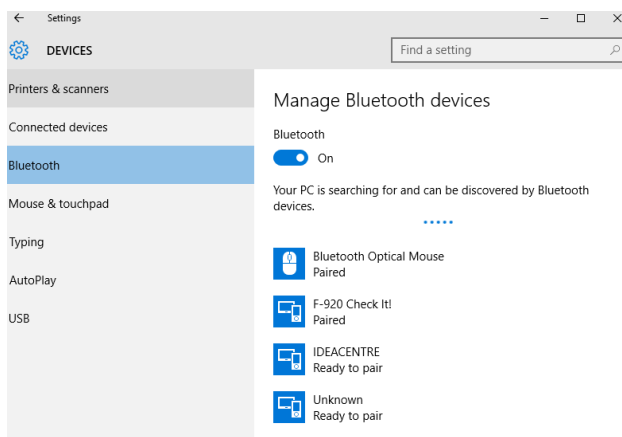 Settings
DEVICES
Find a setting
Printers & scanners
Connected devices
Bluetooth
Mouse & touchpad
Typing
AutoPlay
USB
Manage Bluetooth devices
Bluetooth
On
Your PC is searching for and can be discovered by Bluetooth
devices.
Bluetooth Optical Mouse
Paired
F-920 Check It!
Paired
IDEACENTRE
Ready to pair
Unknown
Ready to pair